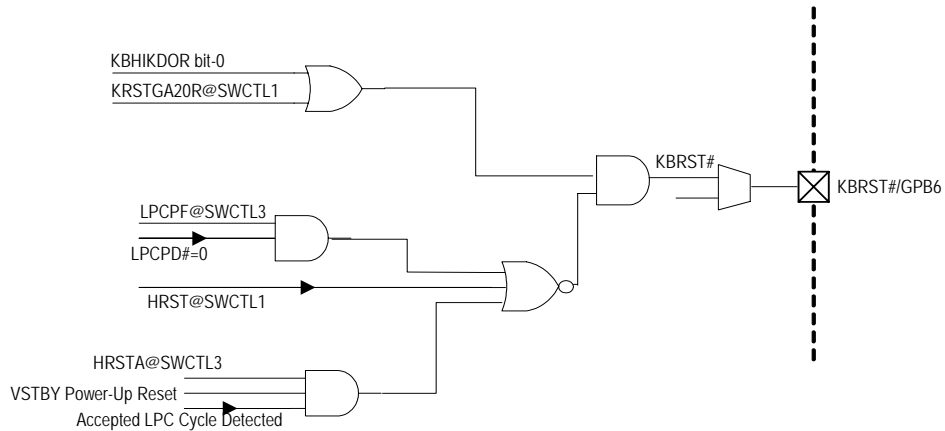 KBHIKDOR bit-0
KRSTGA20R@SWCTL1
KBRST#
KBRST#/GPB6
LPCPF@SWCTL3
LPCPD#=0
HRST@SWCTL1
HRSTA@SWCTL3
VSTBY Power-Up Reset
Accepted LPC Cycle Detected